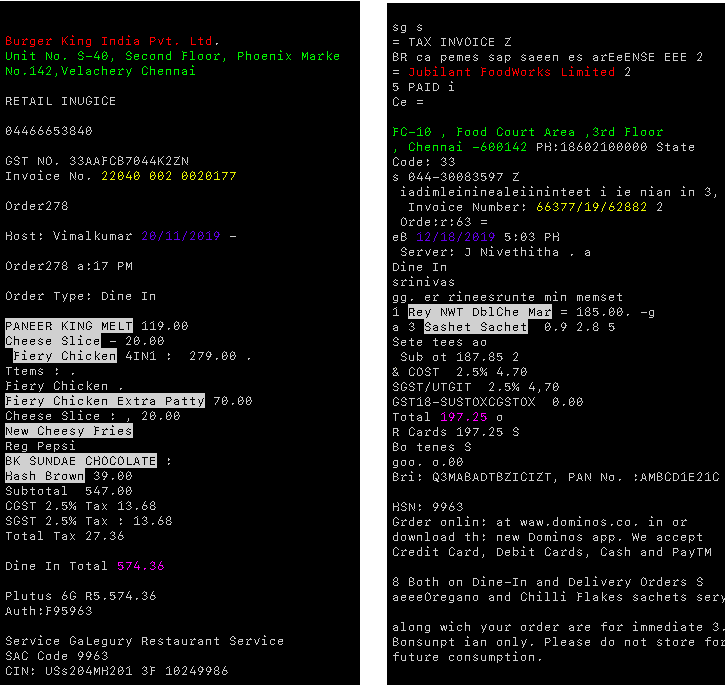 Burger King India Pvt. Ltd.
Unit No. S-40, Second Floor, Phoenix Marke
No.142,Velachery Chennai
RETAIL INUGICE
04466653840
GST NO. 33AAFCB7044K2ZN
Invoice No. 22040 002 0020177
Order278
Host: Vimalkumar 20/11/2019 -
Order278 a:17 PM
Order Type: Dine In
PANEER KING MELT 119.00
Cheese Slice - 20.00
Fiery Chicken 4IN1 : 279.00 .
Ttems : .
Fiery Chicken .
Fiery Chicken Extra Patty 70.00
Cheese Slice : , 20.00
New Cheesy Fries
Reg Pepsi
BK SUNDAE CHOCOLATE :
Hash Brown 39.00
Subtotal 547.00
CGST 2.5% Tax 13.68
SGST 2.5% Tax : 13.68
Total Tax 27.36
Dine In Total 574.36
Plutus 6G R5.574.36
Auth:F95963
Service GaLegury Restaurant Service
SAC Code 9963
CIN: USs204MH201 3F 10249986
sg s
= TAX INVOICE Z
BR ca pemes sap saeen es arEeENSE EEE 2
= Jubilant FoodWorks Limited 2
5 PAID i
Ce =
FC-10 , Food Court Area ,3rd Floor
, Chennai -600142 PH:18602100000 State
Code: 33
s 044-30083597 Z
iadimleininealeiininteet i ie nian in 3,
Invoice Number: 66377/19/62882 2
Orde:r:63 =
eB 12/18/2019 5:03 PH
Server: J Nivethitha . a
Dine In
srinivas
gg. er rineesrunte min memset
1 Rey NWT DblChe Mar = 185.00. -g
a 3 Sashet Sachet 0.9 2.8 5
Sete tees ao
Sub ot 187.85 2
& COST 2.5% 4.70
SGST/UTGIT 2.5% 4,70
GST18-SUSTOXCGSTOX 0.00
Total 197.25 o
R Cards 197.25 S
Bo tenes S
goo. o.00
Bri: Q3MABADTBZICIZT, PAN No. :AMBCD1E21C
HSN: 9963
Grder onlin: at waw.dominos.co. in or
download th: new Dominos app. We accept
Credit Card, Debit Cards, Cash and PayTM
8 Both on Dine-In and Delivery Orders S
aeeeOregano and Chilli Flakes sachets serv
along wich your order are for immediate 3.
Bonsunpt ian only. Please do not store for
future consumption.